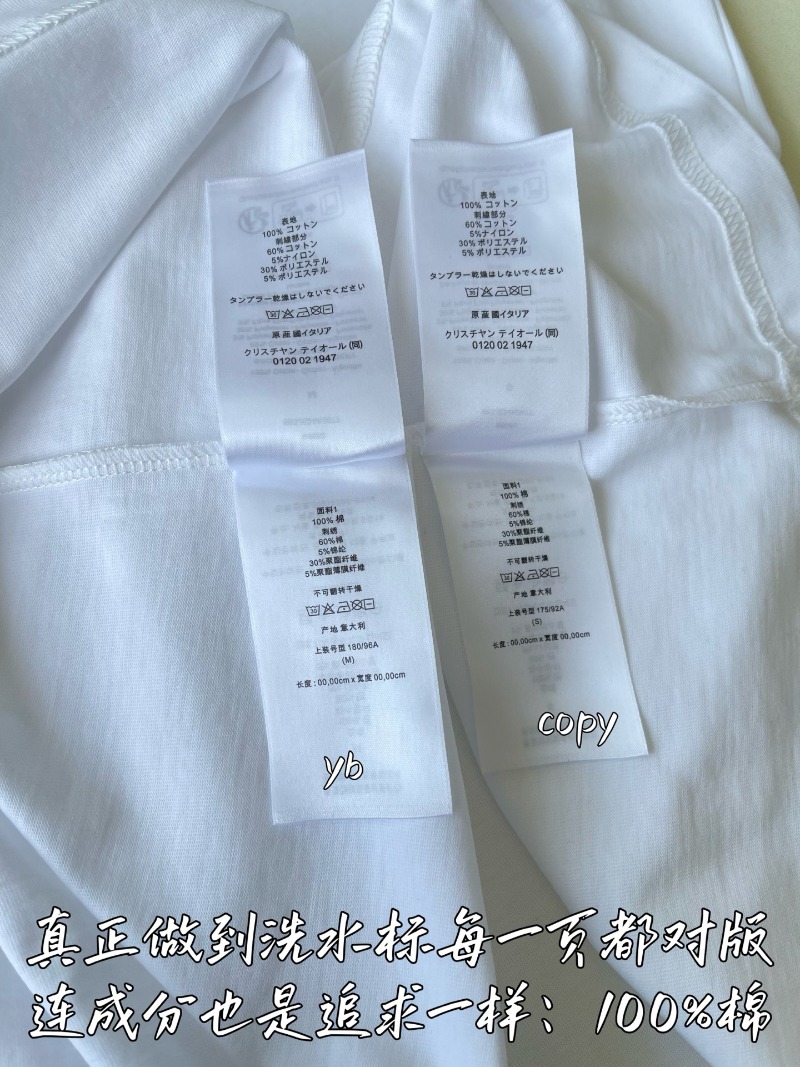 表地
100% コットン
刺繍部分
60% コットン
5%ナイロン
30% ポリエステル
5% ポリエステル
タンブラー乾燥はしないでください
30
原産國イタリア
クリスチャン テイオール (同)
0120 02 1947
面料1
100% 棉
刺绣
60%棉
5%锦纶
30%聚酯纤维
5%聚酯薄膜纤维
不可翻转干燥
30
产地 意大利
上装号型 180/96A
(M)
长度 : 00,00cm x 宽度 00,00cm
yb
表地
100% コットン
刺繍部分
60% コットン
5%ナイロン
30% ポリエステル
5% ポリエステル
タンブラー乾燥はしないでください
30
原産國イタリア
クリスチャン テイオール (同)
0120 02 1947
面料1
100% 棉
刺绣
60%棉
5%锦纶
30%聚酯纤维
5%聚酯薄膜纤维
不可翻转干燥
30
产地 意大利
上装号型 175/92A
(S)
长度 : 00,00cm x 宽度 00,00cm
copy
真正做到洗水标每一页都对版
连成分也是追求一样：100%棉